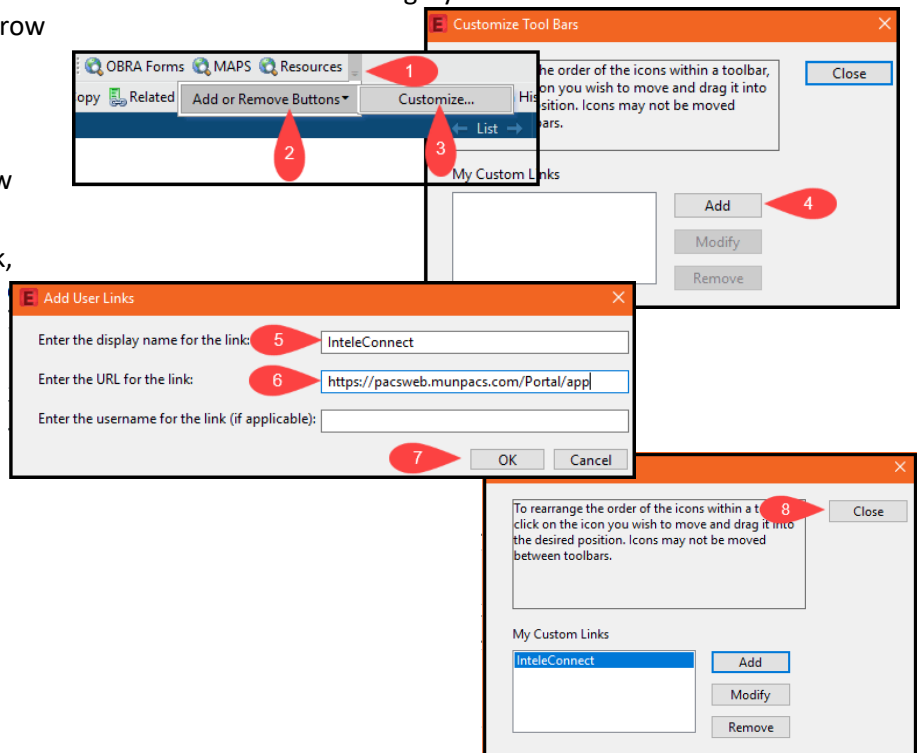 row
Customize Tool Bars
OBRA Forms MAPS Resources
1
he order of the icons within a toolbar,
on you wish to move and drag it into
sition. Icons may not be moved
ars.
Close
opy Related Add or Remove Buttons Customize... His
List
2
3
My Custom Links
Add
4
Modify
Remove
w
k,
Add User Links
Enter the display name for the link:
5
InteleConnect
Enter the URL for the link:
6
https://pacsweb.munpacs.com/Portal/app
Enter the username for the link (if applicable):
7
OK Cancel
To rearrange the order of the icons within a t
click on the icon you wish to move and drag it into
the desired position. Icons may not be moved
between toolbars.
8
Close
My Custom Links
InteleConnect
Add
Modify
Remove